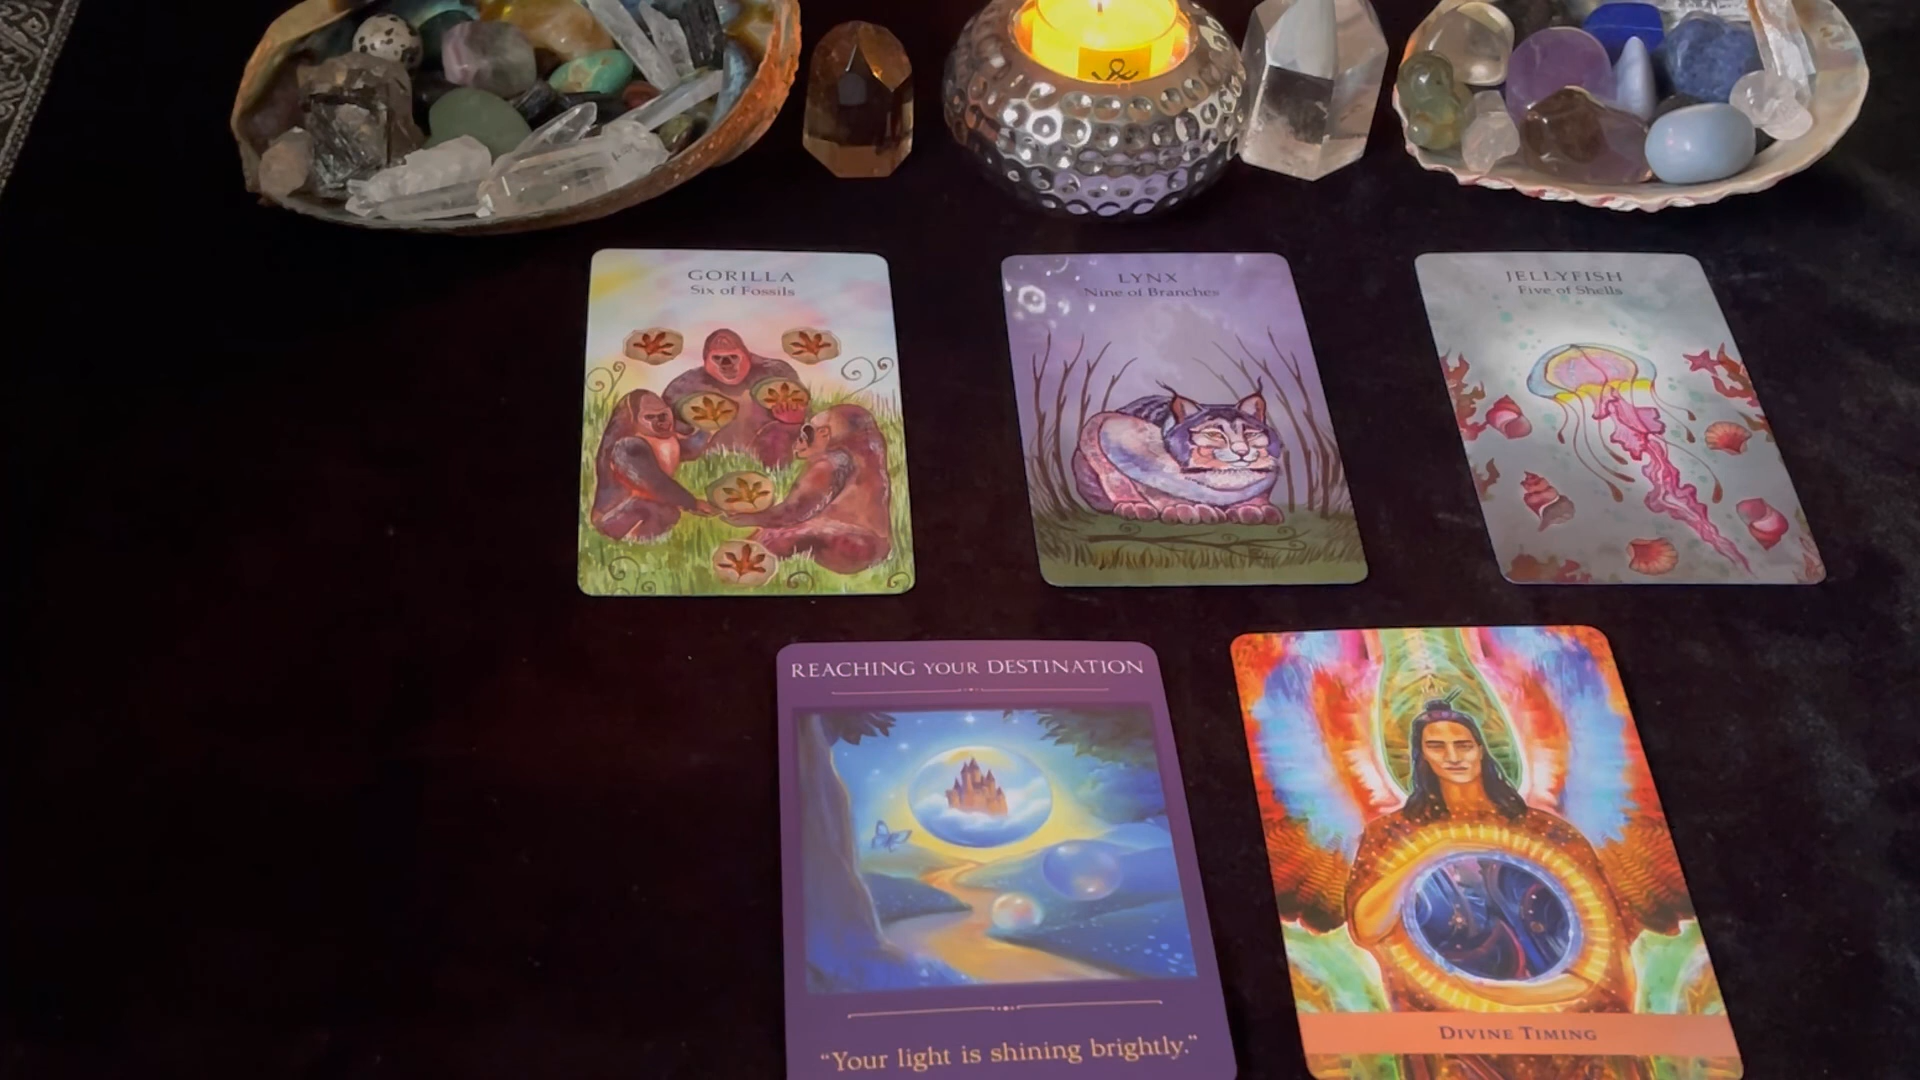 GORILLA
Six of Fossils
LYNX
Nine of Branches
JELLYFISH
Five of Shells
REACHING YOUR DESTINATION
"Your light is shining brightly."
DIVINE TIMING